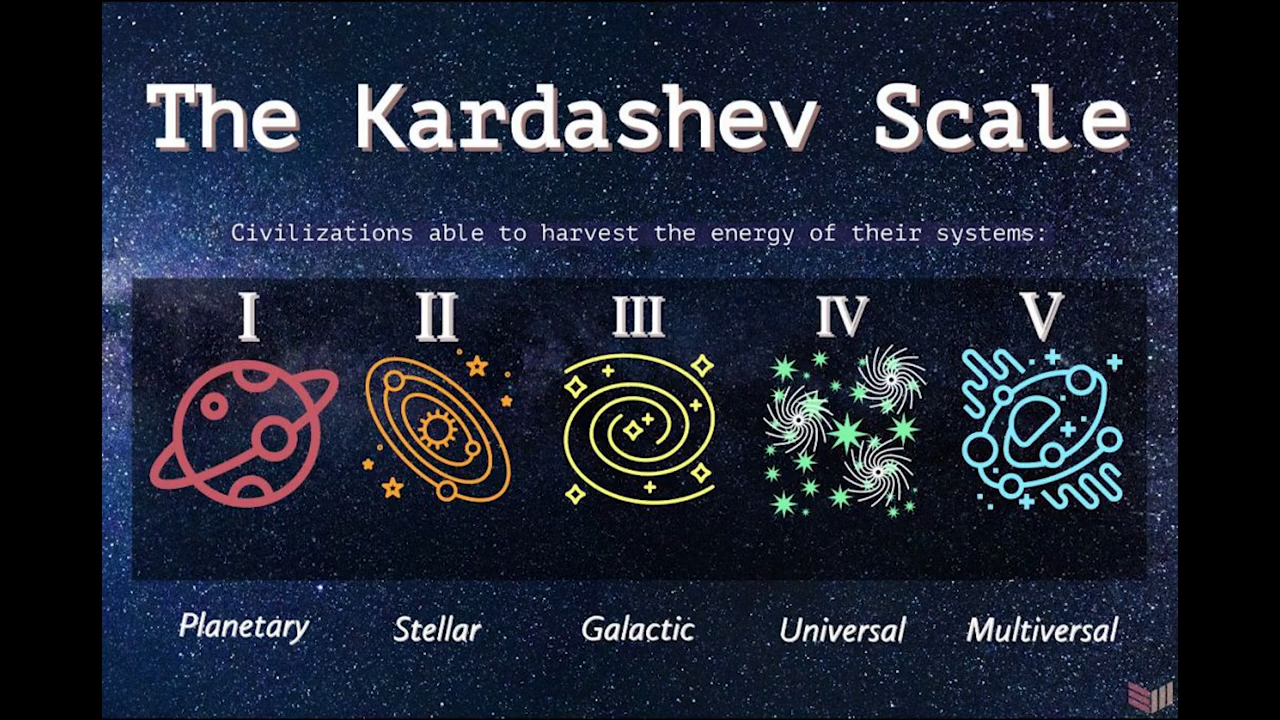 The Kardashev Scale
Civilizations able to harvest the energy of their systems:
I II III IV V
Planetary Stellar Galactic Universal Multiversal